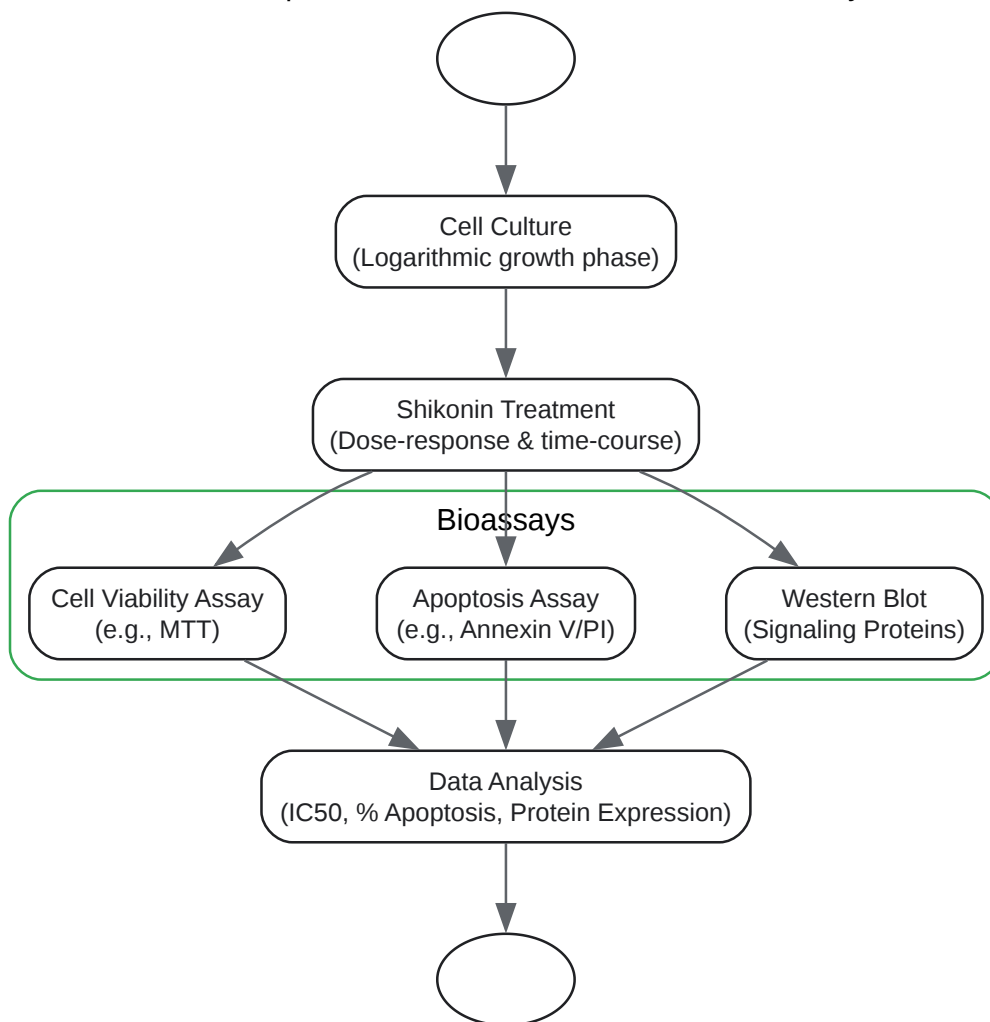 Cell Culture
(Logarithmic growth phase)
Shikonin Treatment
(Dose-response & time-course)
Bioassays
Cell Viability Assay
(e.g., MTT)
Apoptosis Assay
(e.g., Annexin V/PI)
Western Blot
(Signaling Proteins)
Data Analysis
(IC50, % Apoptosis, Protein Expression)